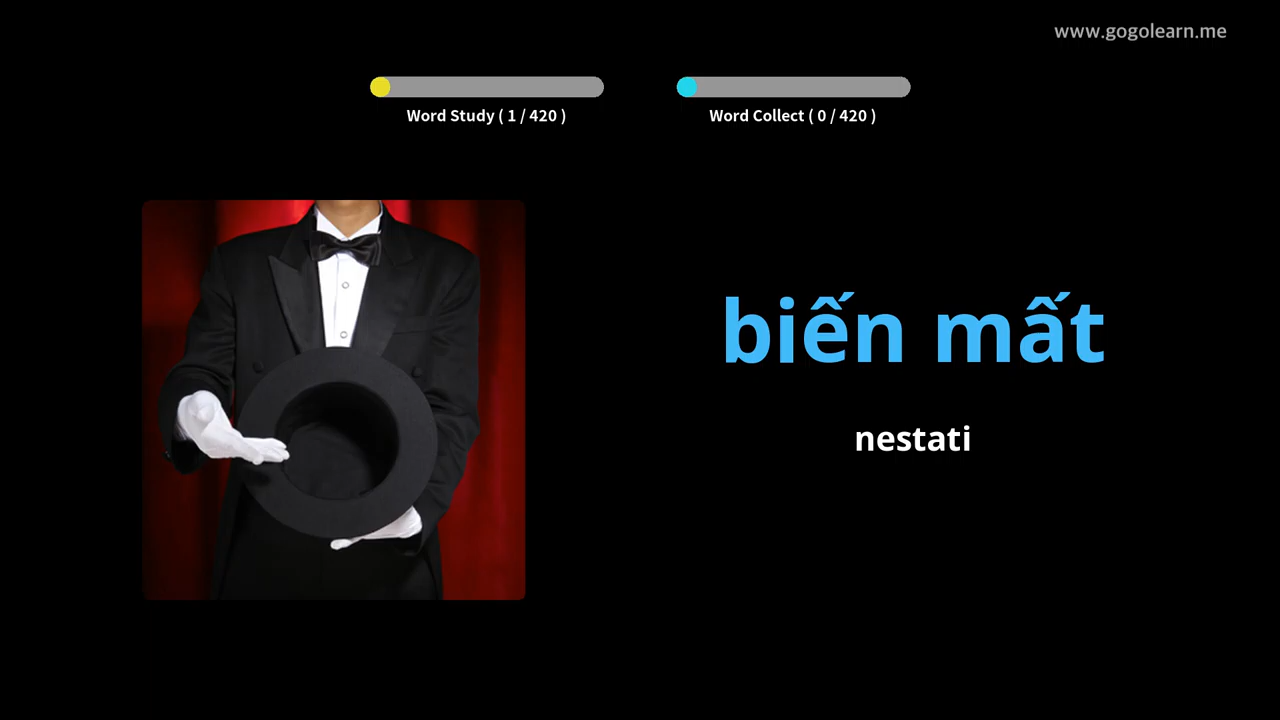 www.gogolearn.me
Word Study ( 1 / 420 )
Word Collect ( 0 / 420 )
biến mất
nestati